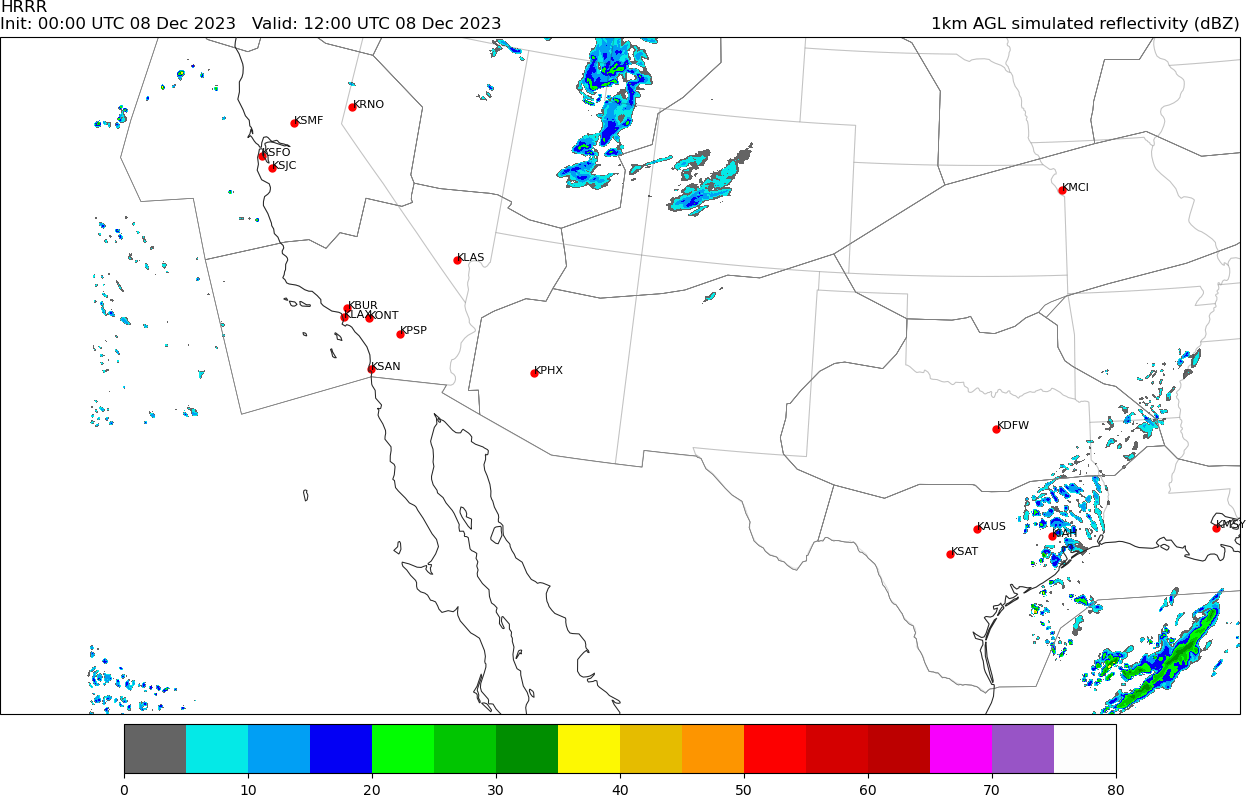 HRRR
Init: 00:00 UTC 08 Dec 2023   Valid: 12:00 UTC 08 Dec 2023
1km AGL simulated reflectivity (dBZ)
KRNO
KSMF
KSFO
KSJC
KMCI
KLAS
KBUR
KLAX
KONT
KPSP
KSAN
KPHX
KDFW
KAUS
KIAH
KMSY
KSAT
0 10 20 30 40 50 60 70 80